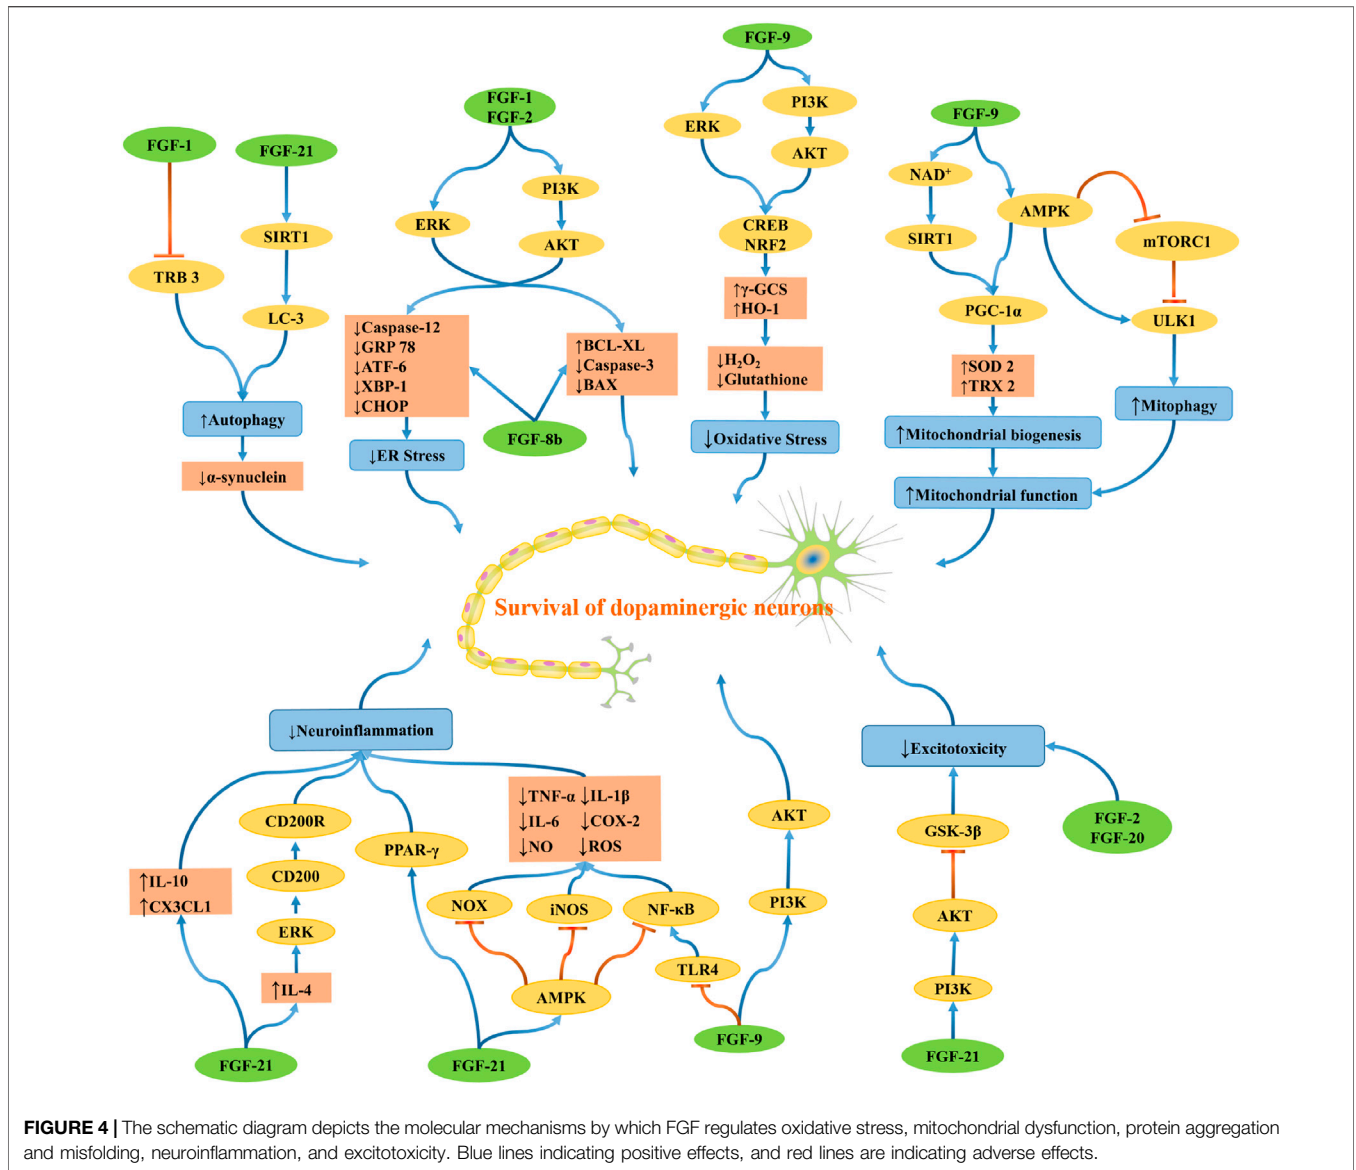 FGF-1
FGF-21
TRB 3
SIRT1
LC-3
↑Autophagy
↓α-synuclein
FGF-1
FGF-2
ERK
PI3K
AKT
↓Caspase-12
↓GRP 78
↓ATF-6
↓XBP-1
↓CHOP
↓ER Stress
↑BCL-XL
↓Caspase-3
↓BAX
FGF-8b
FGF-9
ERK
PI3K
AKT
CREB
NRF2
↑γ-GCS
↑HO-1
↓H₂O₂
↓Glutathione
↓Oxidative Stress
FGF-9
NAD⁺
SIRT1
AMPK
mTORC1
PGC-1α
ULK1
↑SOD 2
↑TRX 2
↑Mitophagy
↑Mitochondrial biogenesis
↑Mitochondrial function
Survival of dopaminergic neurons
↓Neuroinflammation
↑IL-10
↑CX3CL1
CD200R
CD200
ERK
↑IL-4
FGF-21
PPAR-γ
↓TNF-α ↓IL-1β
↓IL-6 ↓COX-2
↓NO ↓ROS
NOX
iNOS
NF-κB
AMPK
TLR4
FGF-21
FGF-9
AKT
PI3K
↓Excitotoxicity
GSK-3β
AKT
PI3K
FGF-21
FGF-2
FGF-20
FIGURE 4 | The schematic diagram depicts the molecular mechanisms by which FGF regulates oxidative stress, mitochondrial dysfunction, protein aggregation
and misfolding, neuroinflammation, and excitotoxicity. Blue lines indicating positive effects, and red lines are indicating adverse effects.